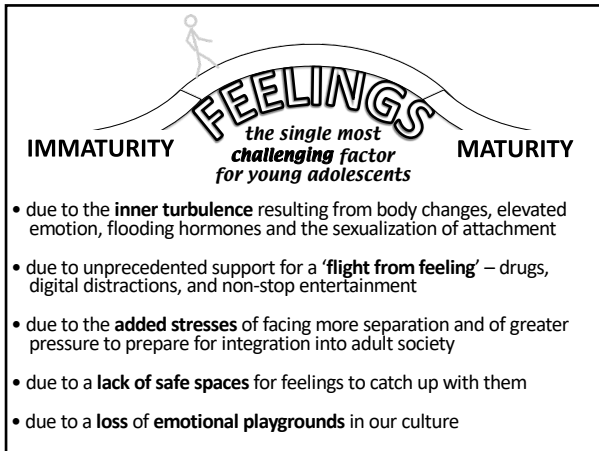 FEELINGS
the single most
challenging factor
for young adolescents
IMMATURITY
MATURITY
• due to the inner turbulence resulting from body changes, elevated
emotion, flooding hormones and the sexualization of attachment
• due to unprecedented support for a ‘flight from feeling’ – drugs,
digital distractions, and non-stop entertainment
• due to the added stresses of facing more separation and of greater
pressure to prepare for integration into adult society
• due to a lack of safe spaces for feelings to catch up with them
• due to a loss of emotional playgrounds in our culture